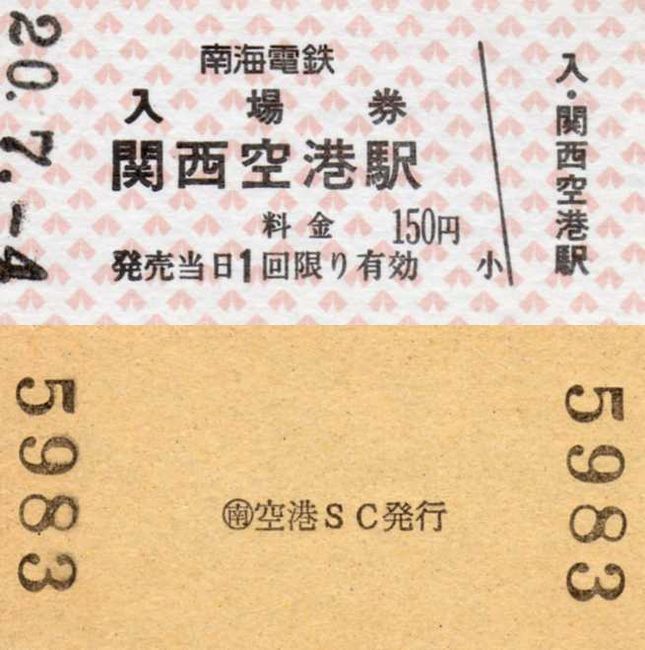 20.7.-4
南海電鉄
入場券
関西空港駅
料金 150円
発売当日1回限り有効 小
入・関西空港駅
5983
㊥空港SC発行
5983